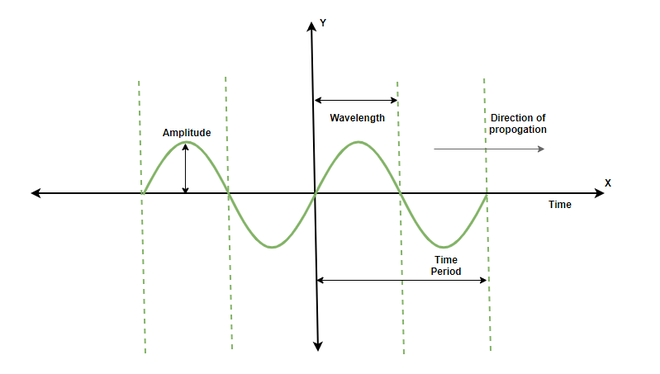 Y
Wavelength
Direction of
propogation
Amplitude
X
Time
Time
Period